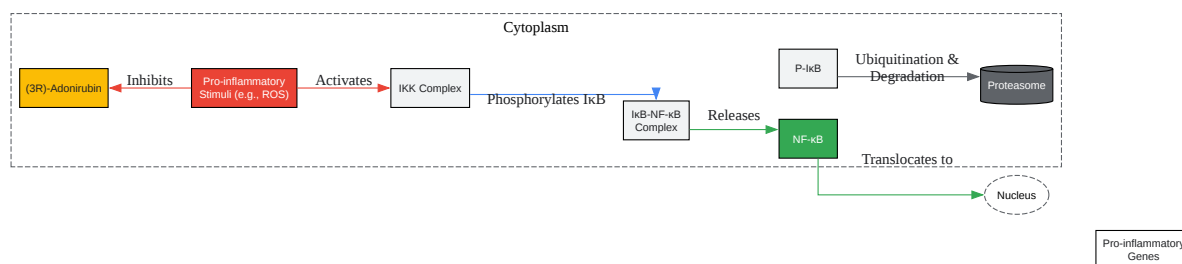 Cytoplasm
(3R)-Adonirubin
Inhibits
Pro-inflammatory
Stimuli (e.g., ROS)
Activates
IKK Complex
Phosphorylates IκB
IκB-NF-κB
Complex
Releases
P-IκB
Ubiquitination &
Degradation
Proteasome
NF-κB
Translocates to
Nucleus
Pro-inflammatory
Genes